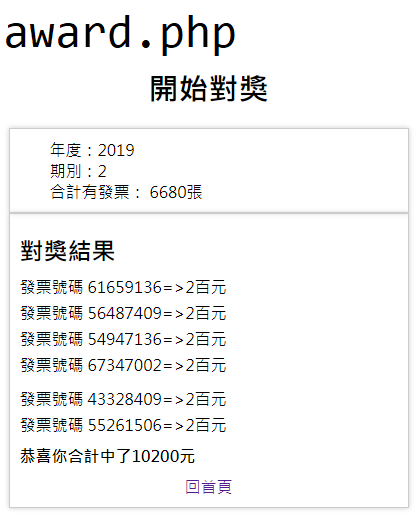 award.php
開始對獎
年度：2019
期別：2
合計有發票： 6680張
對獎結果
發票號碼 61659136=>2百元
發票號碼 56487409=>2百元
發票號碼 54947136=>2百元
發票號碼 67347002=>2百元
發票號碼 43328409=>2百元
發票號碼 55261506=>2百元
恭喜你合計中了10200元
回首頁